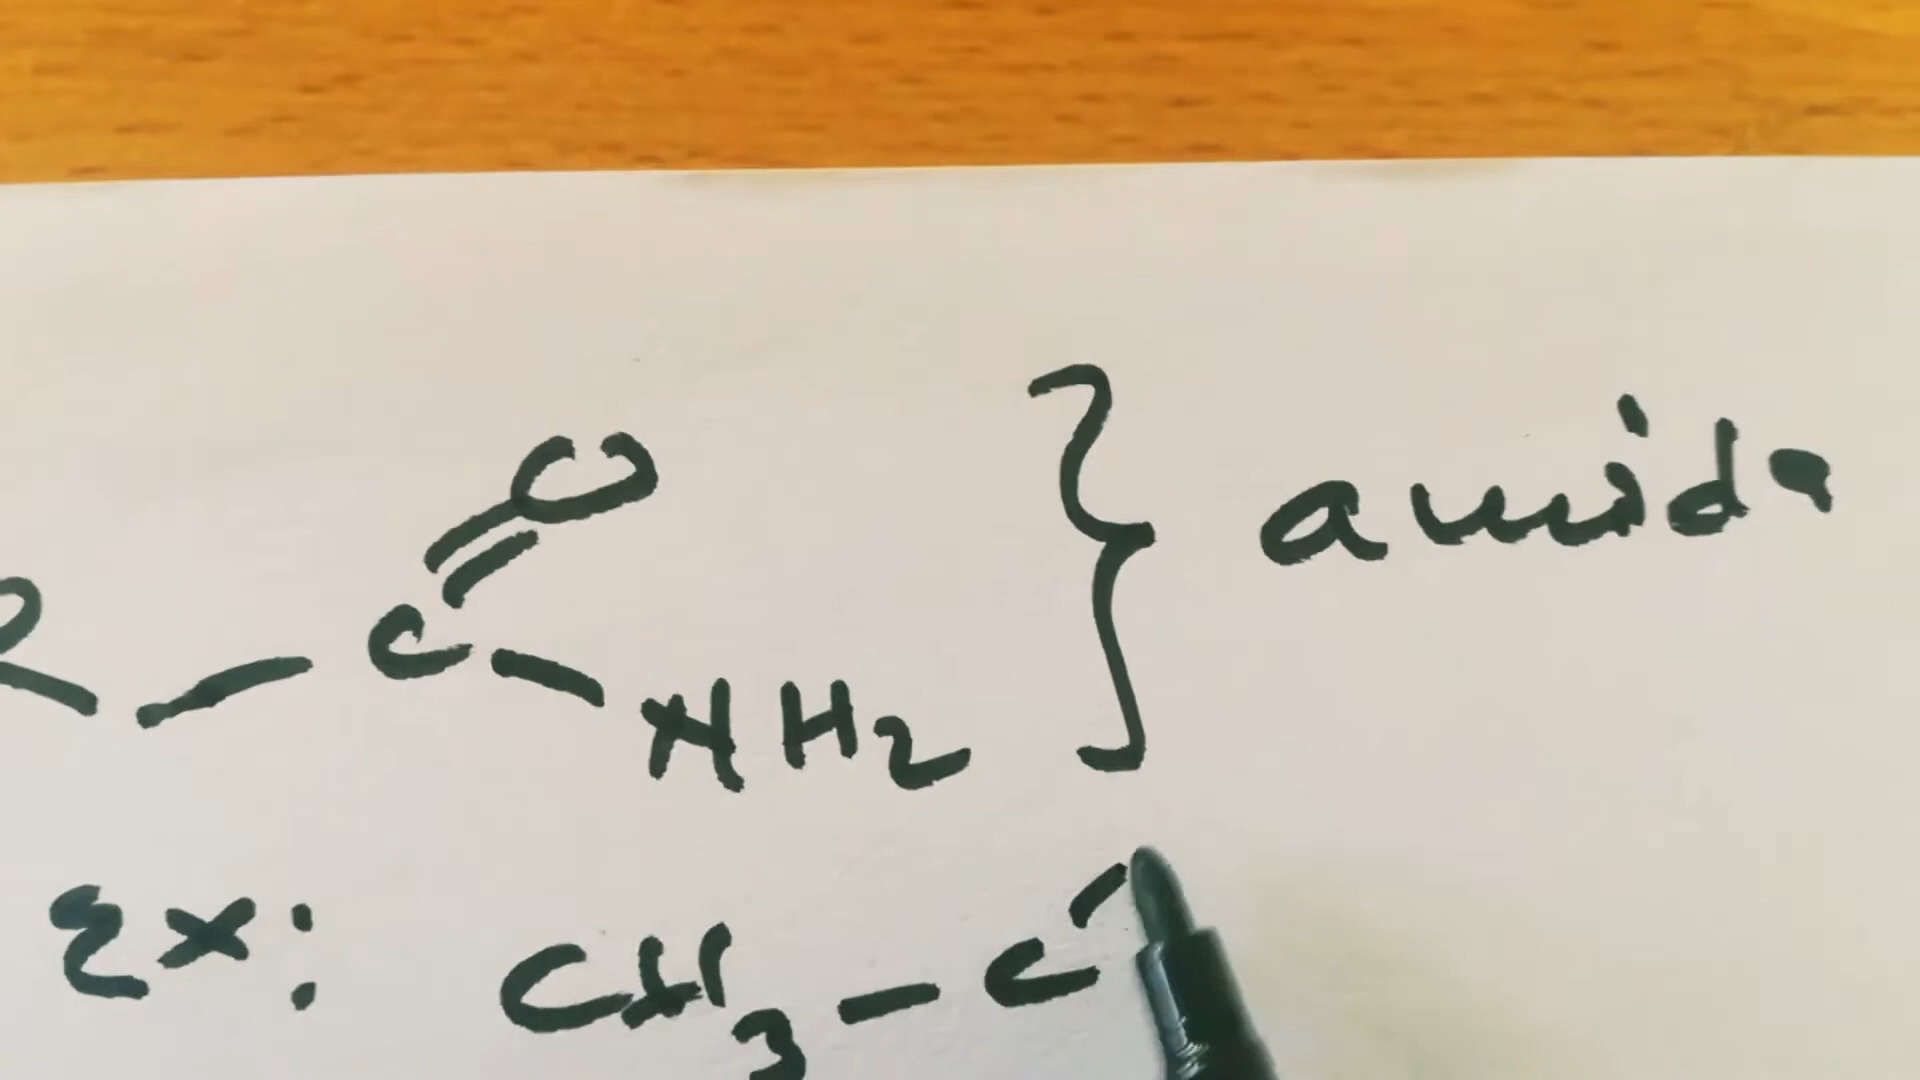 R - C = O - NH2 } amide
Ex: CH3 - C